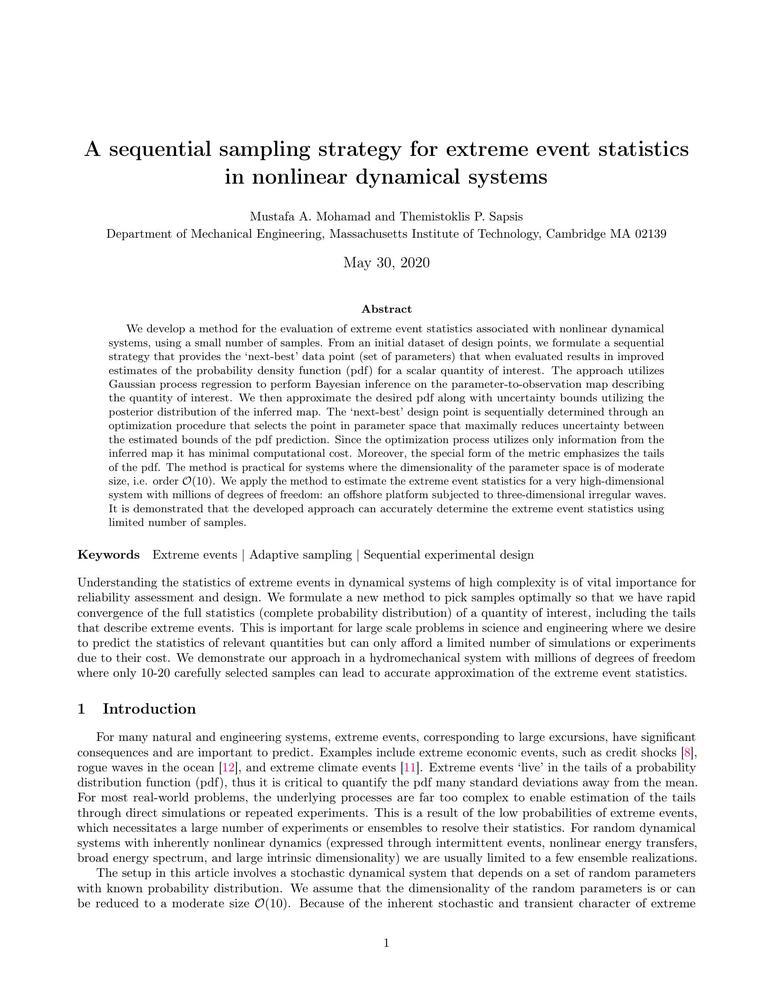 A sequential sampling strategy for extreme event statistics
in nonlinear dynamical systems
Mustafa A. Mohamad and Themistoklis P. Sapsis
Department of Mechanical Engineering, Massachusetts Institute of Technology, Cambridge MA 02139
May 30, 2020
Abstract
We develop a method for the evaluation of extreme event statistics associated with nonlinear dynamical
systems, using a small number of samples. From an initial dataset of design points, we formulate a sequential
strategy that provides the ‘next-best’ data point (set of parameters) that when evaluated results in improved
estimates of the probability density function (pdf) for a scalar quantity of interest. The approach utilizes
Gaussian process regression to perform Bayesian inference on the parameter-to-observation map describing
the quantity of interest. We then approximate the desired pdf along with uncertainty bounds utilizing the
posterior distribution of the inferred map. The ‘next-best’ design point is sequentially determined through an
optimization procedure that selects the point in parameter space that maximally reduces uncertainty between
the estimated bounds of the pdf prediction. Since the optimization process utilizes only information from the
inferred map it has minimal computational cost. Moreover, the special form of the metric emphasizes the tails
of the pdf. The method is practical for systems where the dimensionality of the parameter space is of moderate
size, i.e. order O(10). We apply the method to estimate the extreme event statistics for a very high-dimensional
system with millions of degrees of freedom: an offshore platform subjected to three-dimensional irregular waves.
It is demonstrated that the developed approach can accurately determine the extreme event statistics using
limited number of samples.
Keywords Extreme events | Adaptive sampling | Sequential experimental design
Understanding the statistics of extreme events in dynamical systems of high complexity is of vital importance for
reliability assessment and design. We formulate a new method to pick samples optimally so that we have rapid
convergence of the full statistics (complete probability distribution) of a quantity of interest, including the tails
that describe extreme events. This is important for large scale problems in science and engineering where we desire
to predict the statistics of relevant quantities but can only afford a limited number of simulations or experiments
due to their cost. We demonstrate our approach in a hydromechanical system with millions of degrees of freedom
where only 10-20 carefully selected samples can lead to accurate approximation of the extreme event statistics.
1 Introduction
For many natural and engineering systems, extreme events, corresponding to large excursions, have significant
consequences and are important to predict. Examples include extreme economic events, such as credit shocks [8],
rogue waves in the ocean [12], and extreme climate events [11]. Extreme events ‘live’ in the tails of a probability
distribution function (pdf), thus it is critical to quantify the pdf many standard deviations away from the mean.
For most real-world problems, the underlying processes are far too complex to enable estimation of the tails
through direct simulations or repeated experiments. This is a result of the low probabilities of extreme events,
which necessitates a large number of experiments or ensembles to resolve their statistics. For random dynamical
systems with inherently nonlinear dynamics (expressed through intermittent events, nonlinear energy transfers,
broad energy spectrum, and large intrinsic dimensionality) we are usually limited to a few ensemble realizations.
The setup in this article involves a stochastic dynamical system that depends on a set of random parameters
with known probability distribution. We assume that the dimensionality of the random parameters is or can
be reduced to a moderate size O(10). Because of the inherent stochastic and transient character of extreme
1